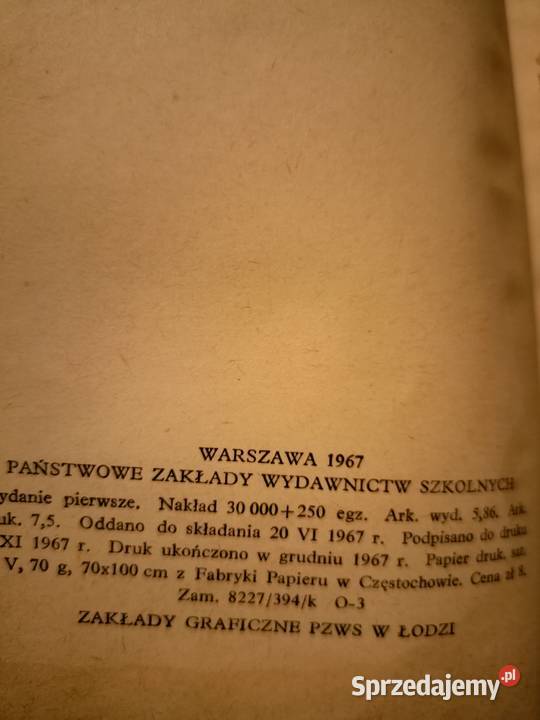 WARSZAWA 1967
PAŃSTWOWE ZAKŁADY WYDAWNICTW SZKOLNYCH
ydanie pierwsze. Nakład 30 000+250 egz. Ark. wyd. 5,86. Ark.
uk. 7,5. Oddano do składania 20 VI 1967 r. Podpisano do druku
XI 1967 r. Druk ukończono w grudniu 1967 r. Papier druk. sat.
V, 70 g, 70x100 cm z Fabryki Papieru w Częstochowie. Cena zł 8.
Zam. 8227/394/k O-3
ZAKŁADY GRAFICZNE PZWS W ŁODZI
Sprzedajemy.pl